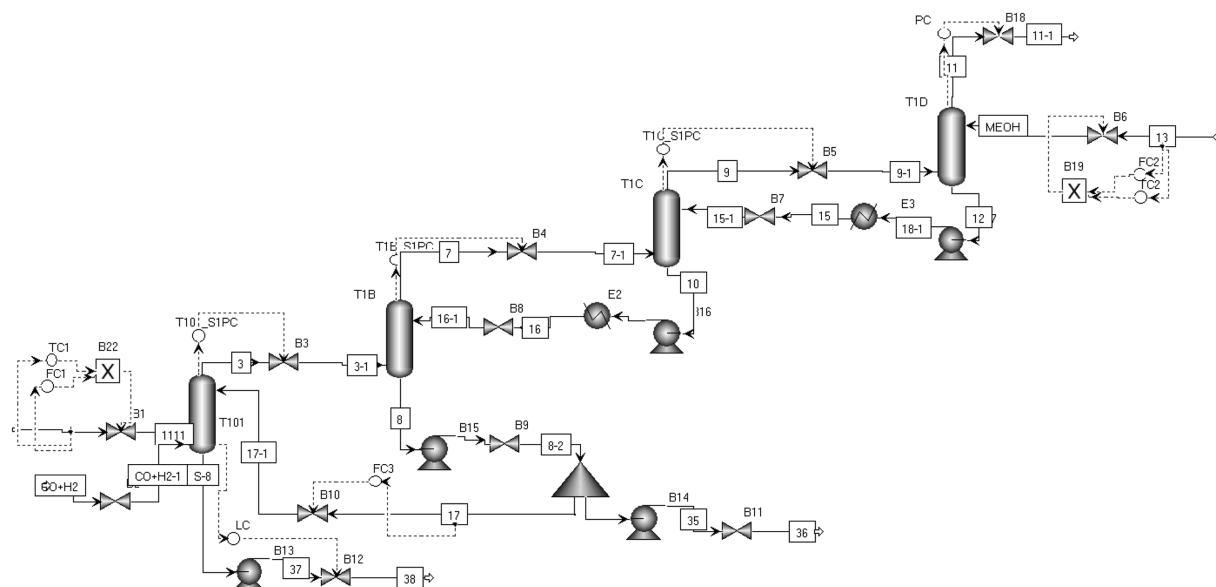 PC
B18
11-1
11
T1D
MEOH
B6
13
B19
FC2
TC2
X
T1C_S1PC
9
B5
9-1
T1C
15-1
B7
15
E3
18-1
12
T1B_S1PC
7
B4
7-1
T1B
10
16-1
B8
16
E2
T10
_S1PC
3
B3
3-1
TC1
FC1
B22
X
B1
1111
T101
17-1
8
B15
B9
8-2
CO+H2
CO+H2-1
S-8
FC3
B10
17
B14
35
B11
36
LC
B13
37
B12
38